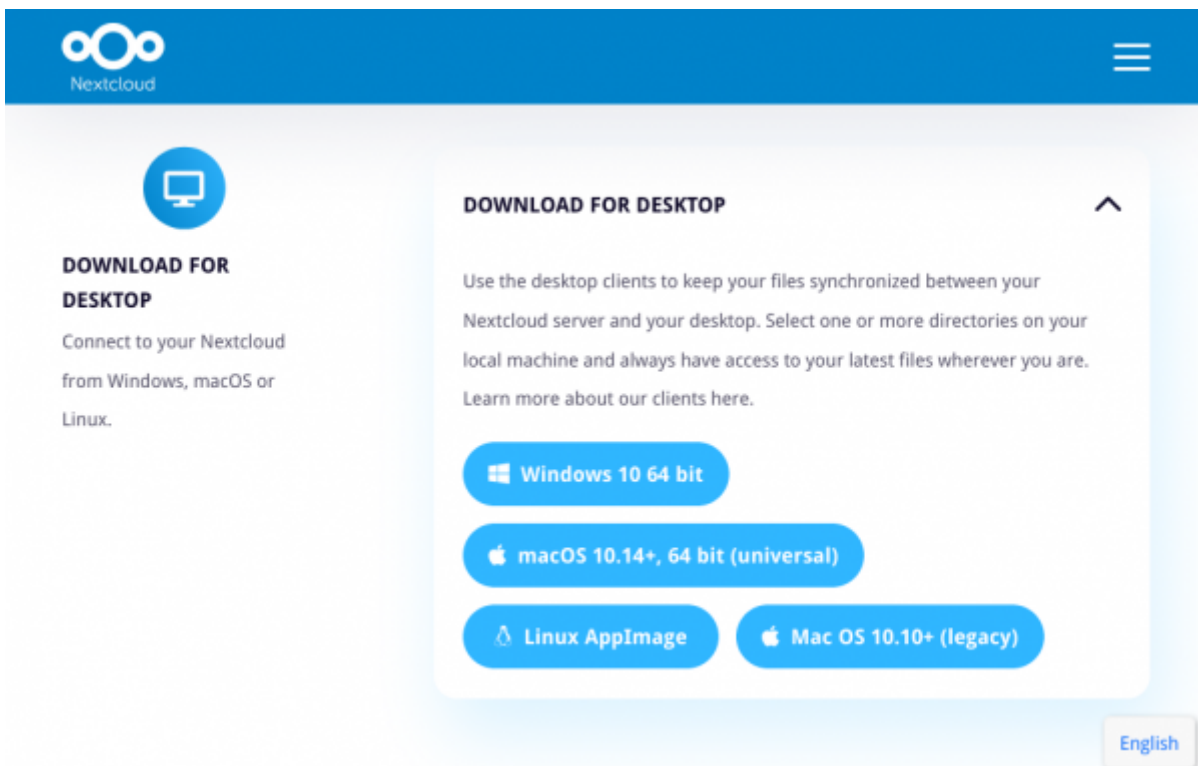 Nextcloud
DOWNLOAD FOR
DESKTOP
Connect to your Nextcloud
from Windows, macOS or
Linux.
DOWNLOAD FOR DESKTOP
Use the desktop clients to keep your files synchronized between your
Nextcloud server and your desktop. Select one or more directories on your
local machine and always have access to your latest files wherever you are.
Learn more about our clients here.
Windows 10 64 bit
macOS 10.14+, 64 bit (universal)
Linux AppImage
Mac OS 10.10+ (legacy)
English